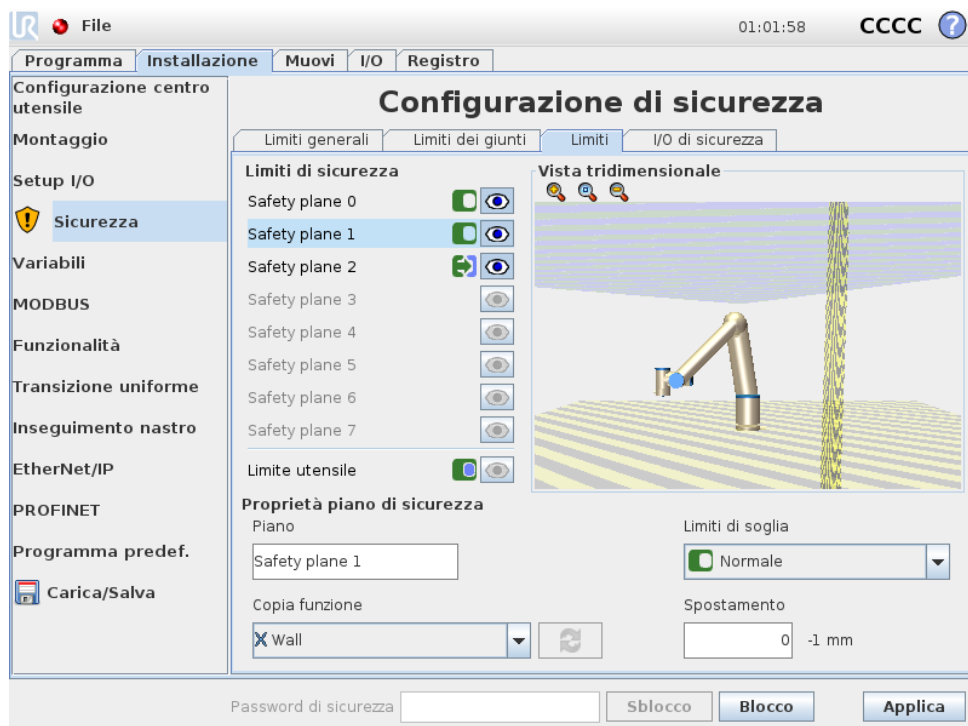 UR File 01:01:58 CCCC ?
Programma Installazione Muovi I/O Registro
Configurazione centro
utensile
Montaggio
Setup I/O
Sicurezza
Variabili
MODBUS
Funzionalità
Transizione uniforme
Inseguimento nastro
EtherNet/IP
PROFINET
Programma predef.
Carica/Salva
Configurazione di sicurezza
Limiti generali Limiti dei giunti Limiti I/O di sicurezza
Limiti di sicurezza
Safety plane 0
Safety plane 1
Safety plane 2
Safety plane 3
Safety plane 4
Safety plane 5
Safety plane 6
Safety plane 7
Limite utensile
Vista tridimensionale
Proprietà piano di sicurezza
Piano
Safety plane 1
Limiti di soglia
Normale
Copia funzione
Wall
Spostamento
0 -1 mm
Password di sicurezza Sblocco Blocco Applica